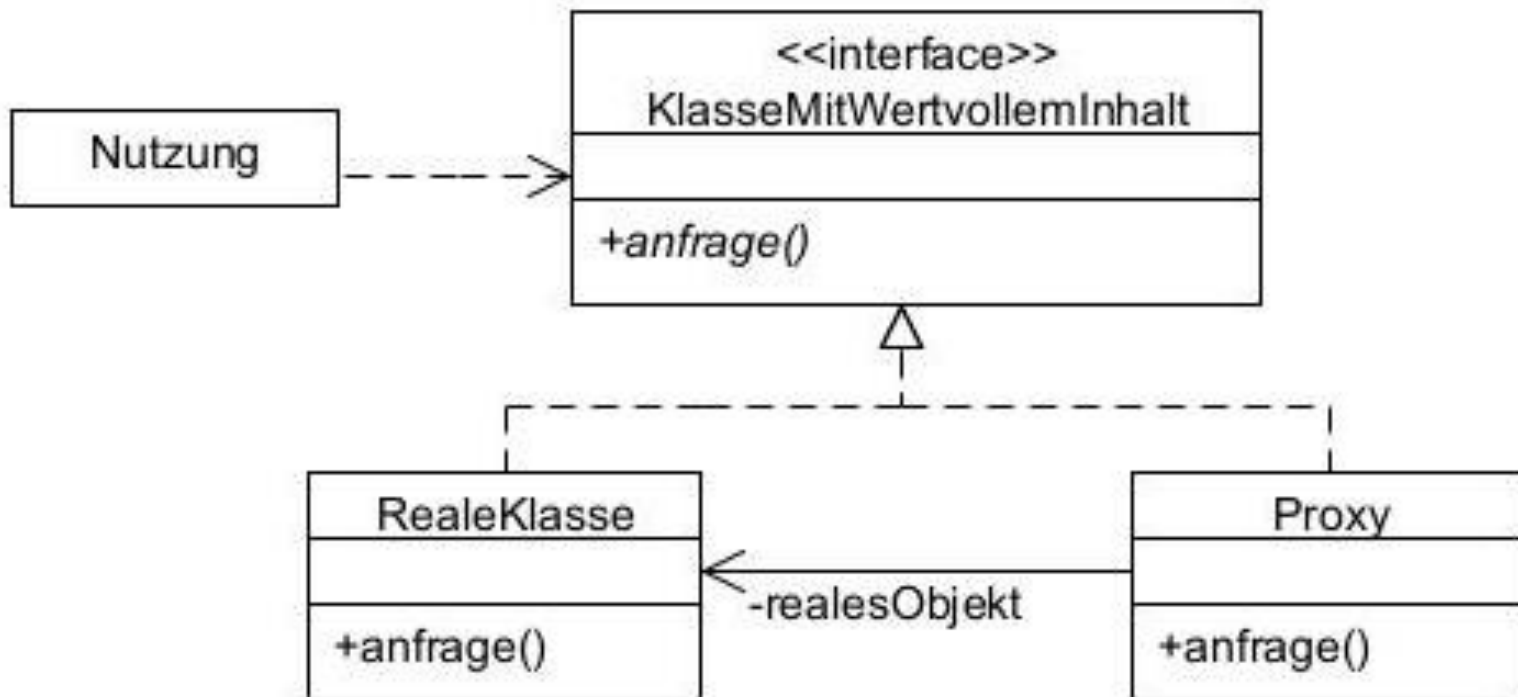 <<interface>>
KlasseMitWertvollemInhalt
Nutzung
+anfrage()
RealeKlasse
Proxy
-realesObjekt
+anfrage()
+anfrage()